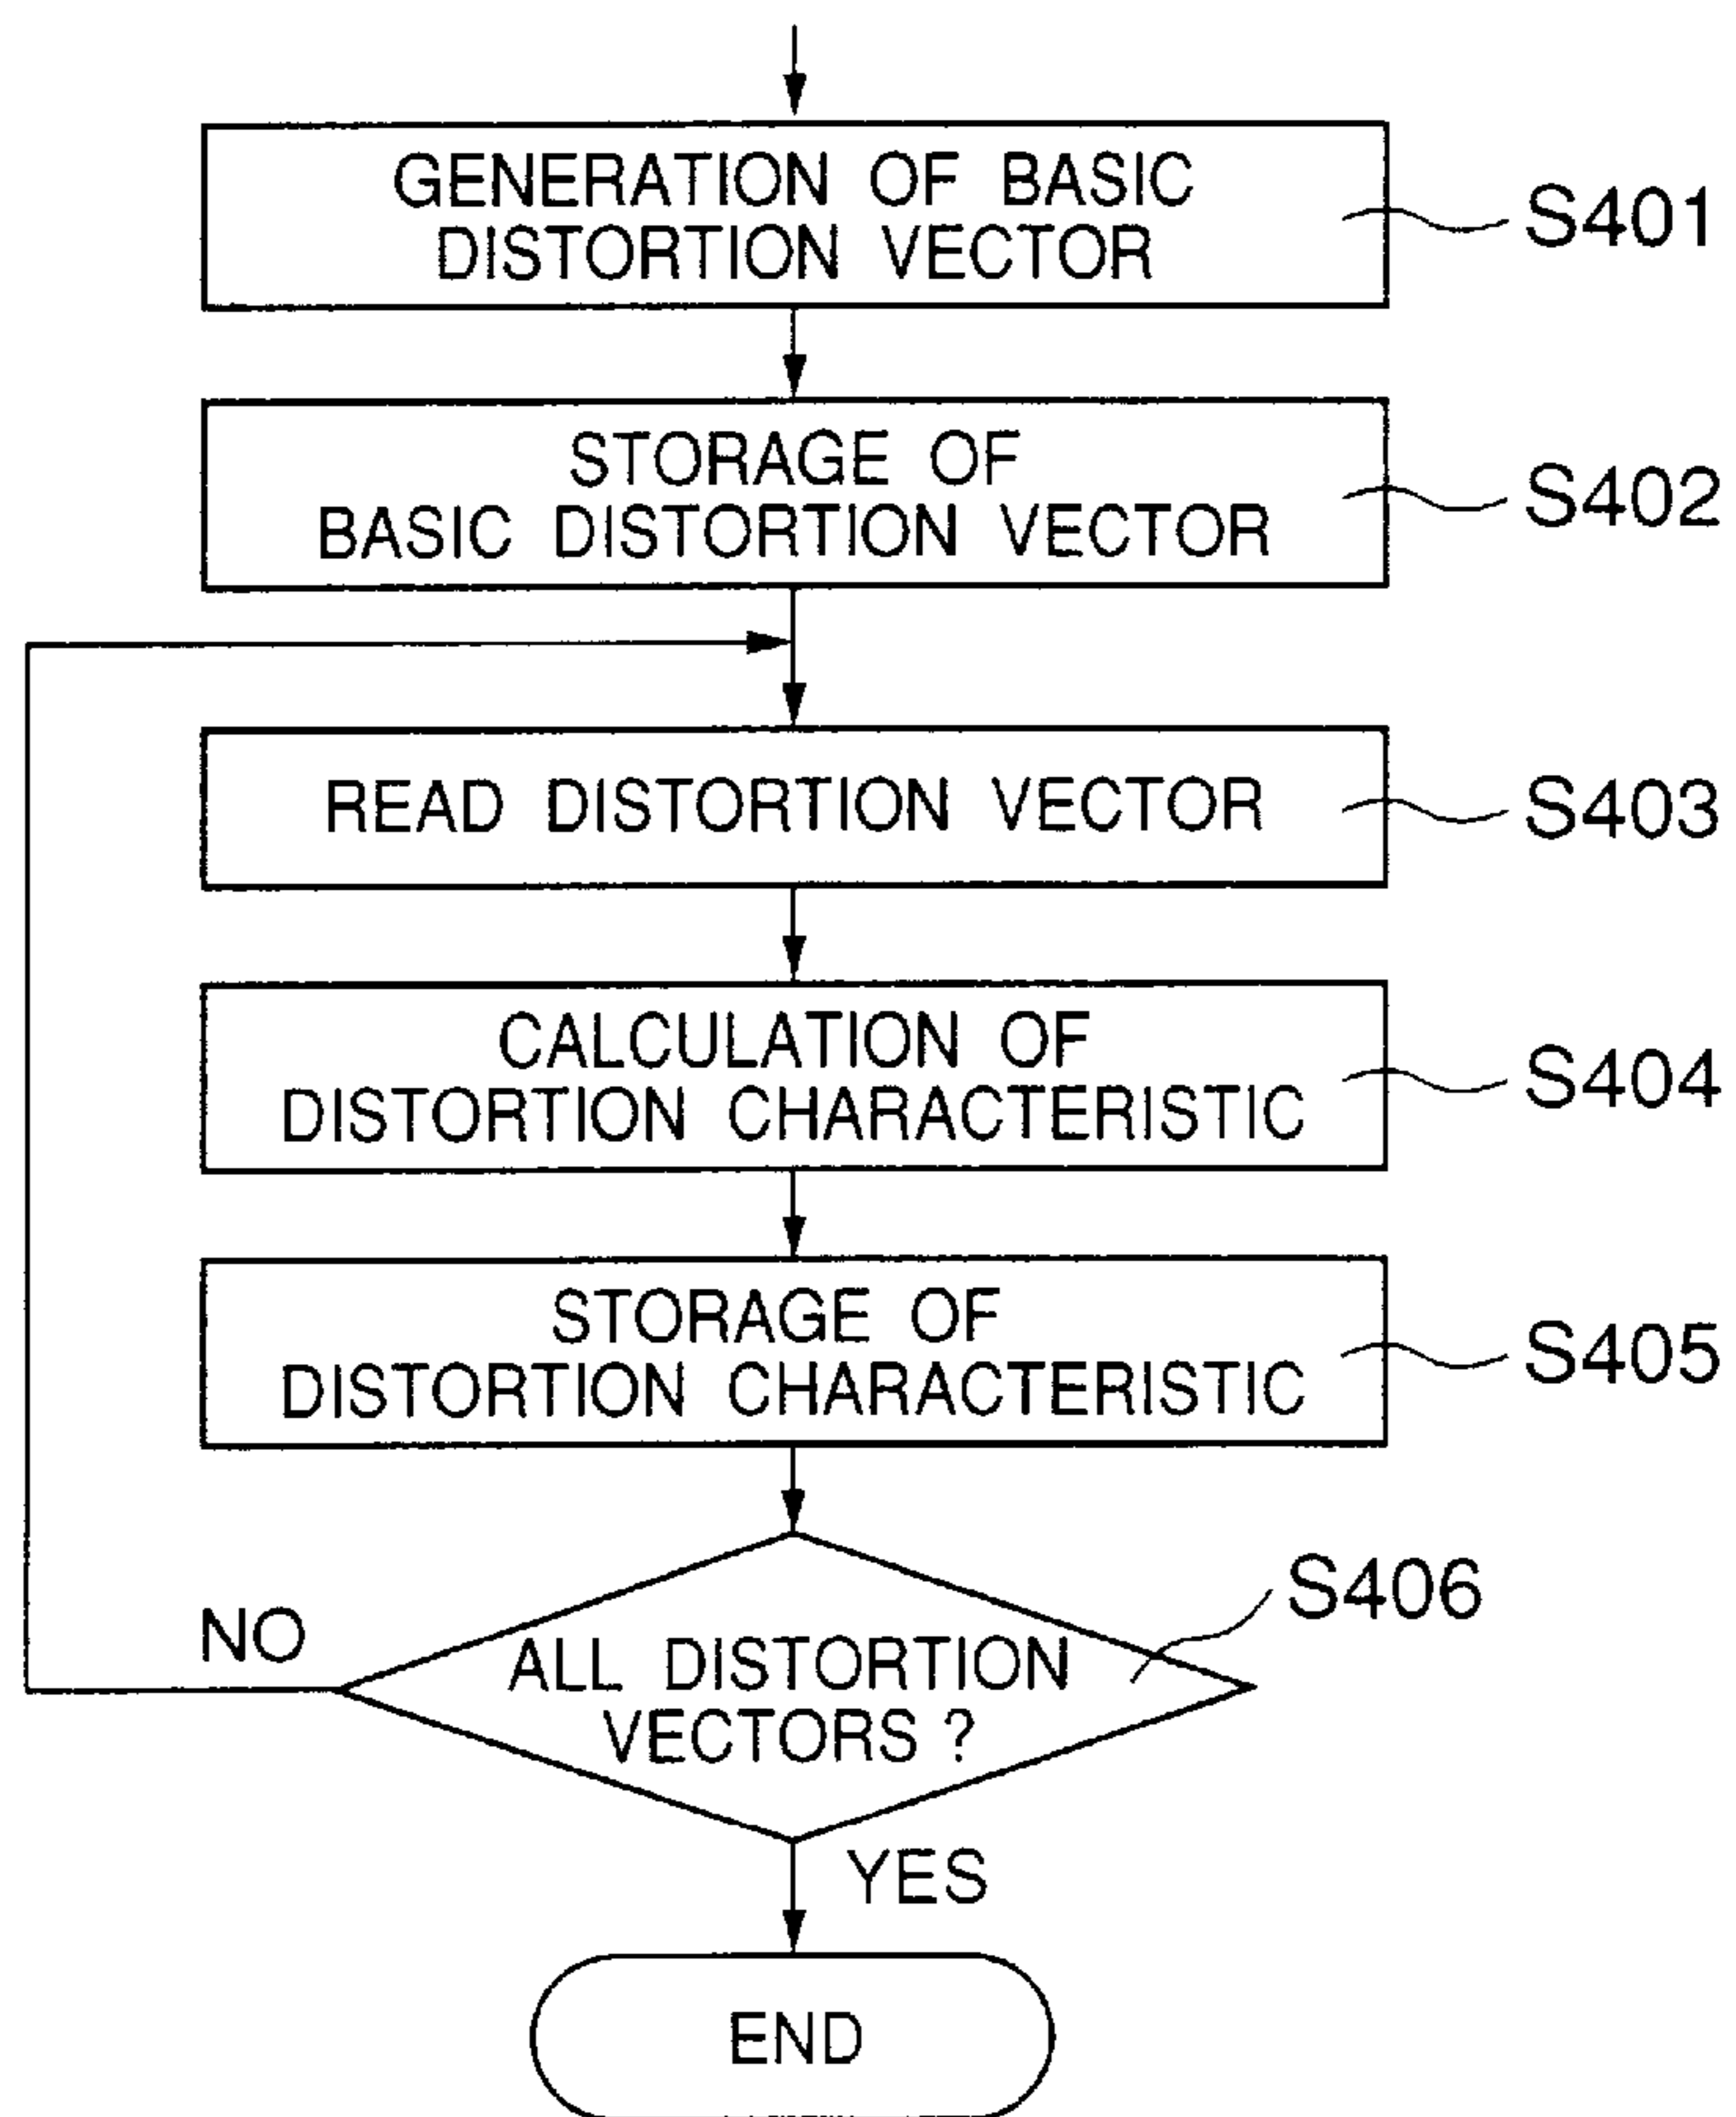 GENERATION OF BASIC
DISTORTION VECTOR
S401
STORAGE OF
BASIC DISTORTION VECTOR
S402
READ DISTORTION VECTOR
S403
CALCULATION OF
DISTORTION CHARACTERISTIC
S404
STORAGE OF
DISTORTION CHARACTERISTIC
S405
S406
NO
ALL DISTORTION
VECTORS ?
YES
END